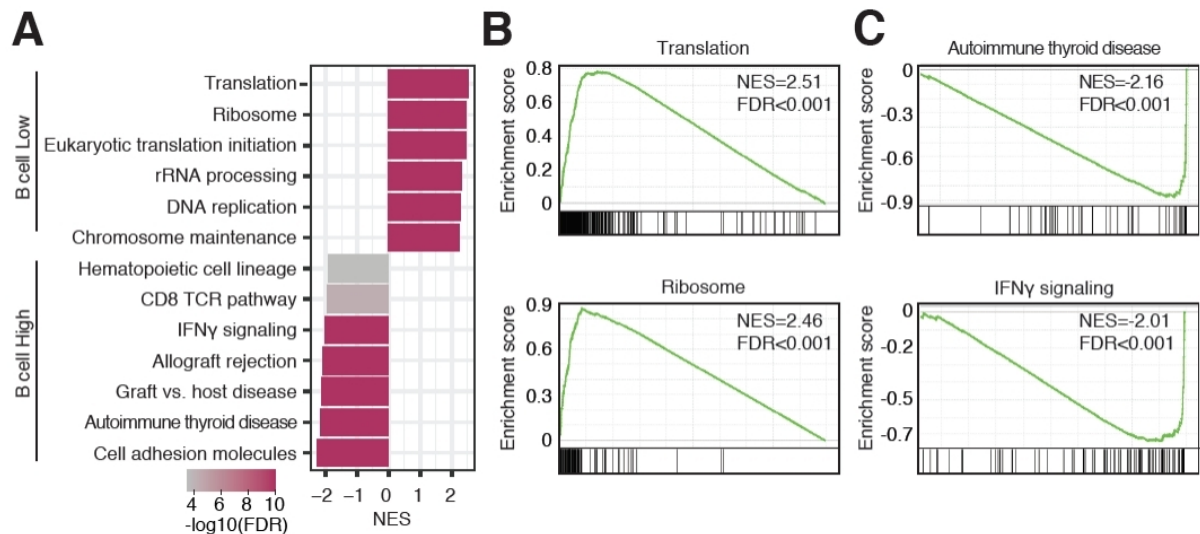 A
B cell Low
B cell High
Translation
Ribosome
Eukaryotic translation initiation
rRNA processing
DNA replication
Chromosome maintenance
Hematopoietic cell lineage
CD8 TCR pathway
IFNγ signaling
Allograft rejection
Graft vs. host disease
Autoimmune thyroid disease
Cell adhesion molecules
−2 −1 0 1 2
NES
4 6 8 10
-log10(FDR)
B
Translation
Enrichment score
0.8
0.6
0.4
0.2
0
NES=2.51
FDR<0.001
Ribosome
Enrichment score
0.9
0.6
0.3
0
NES=2.46
FDR<0.001
C
Autoimmune thyroid disease
Enrichment score
0
-0.3
-0.6
-0.9
NES=-2.16
FDR<0.001
IFNγ signaling
Enrichment score
0
-0.2
-0.5
-0.7
NES=-2.01
FDR<0.001